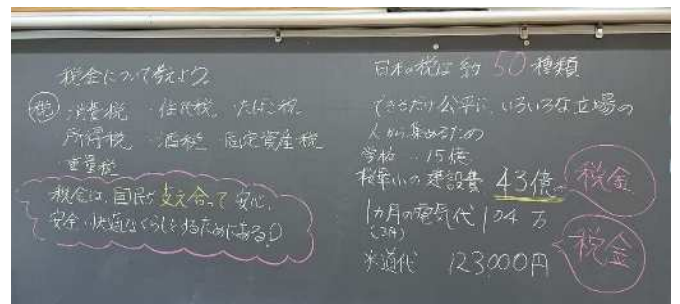 税金について考えよう
税 ・消費税 ・住民税 ・たばこ税
所得税 ・酒税 固定資産税
・重量税
税金は、国民が支え合って安心、
安全・快適なくらしをするためにある。
日本の税は約50種類
できるだけ公平に、いろいろな立場の
人から集めるため
学校 ・・15億
小の建設費 43億 税金
1ヵ月の電気代 124万
水道代 123000円 税金